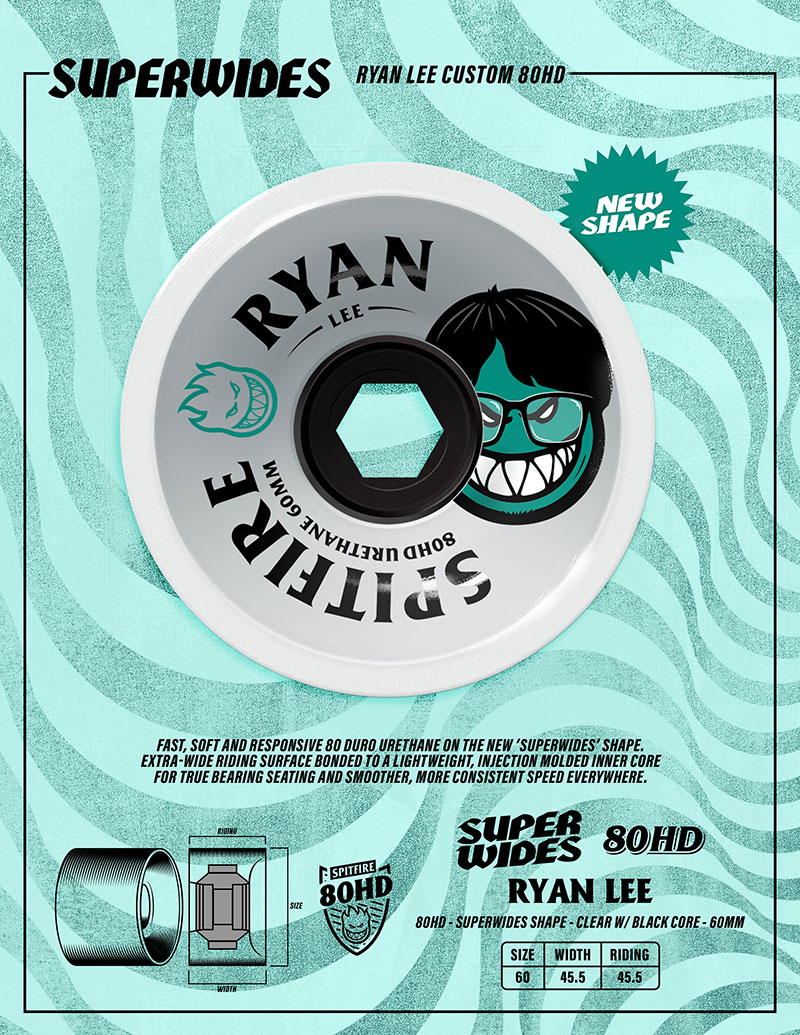 SUPERWIDES RYAN LEE CUSTOM 80HD
NEW
SHAPE
RYAN
LEE
SPITFIRE
80HD URETHANE 60MM
FAST, SOFT AND RESPONSIVE 80 DURO URETHANE ON THE NEW 'SUPERWIDES' SHAPE.
EXTRA-WIDE RIDING SURFACE BONDED TO A LIGHTWEIGHT, INJECTION MOLDED INNER CORE
FOR TRUE BEARING SEATING AND SMOOTHER, MORE CONSISTENT SPEED EVERYWHERE.
RIDING
SIZE
WIDTH
SPITFIRE
80HD
SUPER
WIDES
80HD
RYAN LEE
80HD - SUPERWIDES SHAPE - CLEAR W/ BLACK CORE - 60MM
SIZE WIDTH RIDING
60 45.5 45.5